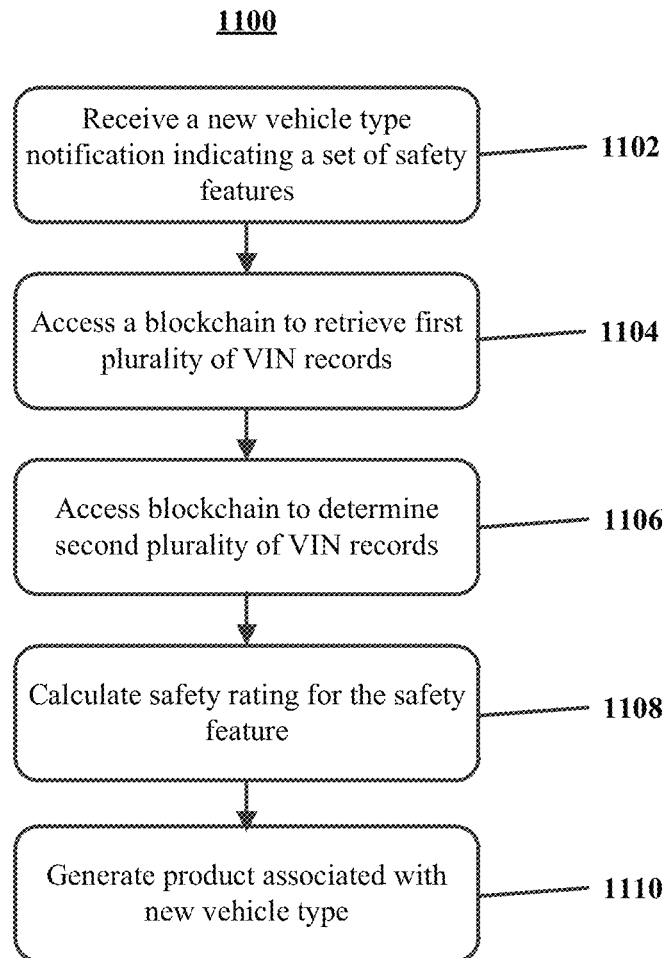 1100
Receive a new vehicle type
notification indicating a set of safety
features
1102
Access a blockchain to retrieve first
plurality of VIN records
1104
Access blockchain to determine
second plurality of VIN records
1106
Calculate safety rating for the safety
feature
1108
Generate product associated with
new vehicle type
1110